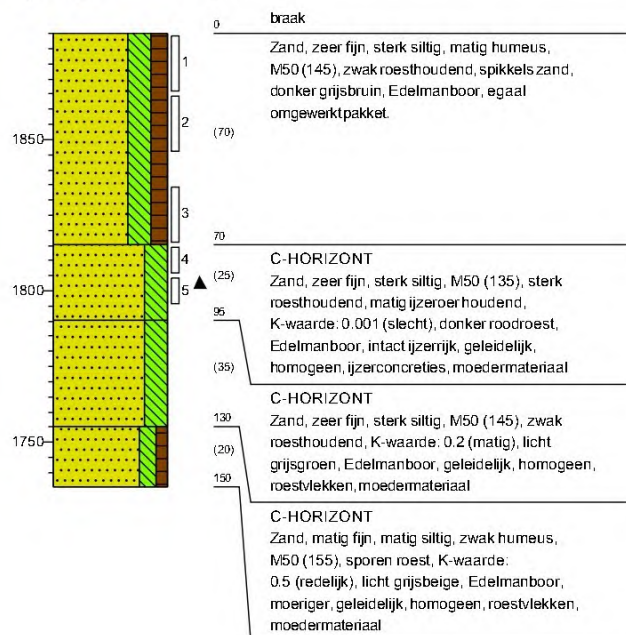 0
braak
Zand, zeer fijn, sterk siltig, matig humeus,
M50 (145), zwak roesthoudend, spikkels zand,
donker grijsbruin, Edelmanboor, egaal
omgewerkt pakket.
1
2
1850
(70)
3
70
4
C-HORIZONT
(25)
Zand, zeer fijn, sterk siltig, M50 (135), sterk
roesthoudend, matig ijzeroer houdend,
1800
5
95
K-waarde: 0.001 (slecht), donker roodroest,
Edelmanboor, intact ijzerrijk, geleidelijk,
homogeen, ijzerconcreties, moedermateriaal
(35)
C-HORIZONT
130
Zand, zeer fijn, sterk siltig, M50 (145), zwak
roesthoudend, K-waarde: 0.2 (matig), licht
1750
(20)
grijsgroen, Edelmanboor, geleidelijk, homogeen,
roestvlekken, moedermateriaal
150
C-HORIZONT
Zand, matig fijn, matig siltig, zwak humeus,
M50 (155), sporen roest, K-waarde:
0.5 (redelijk), licht grijsbeige, Edelmanboor,
moeriger, geleidelijk, homogeen, roestvlekken,
moedermateriaal